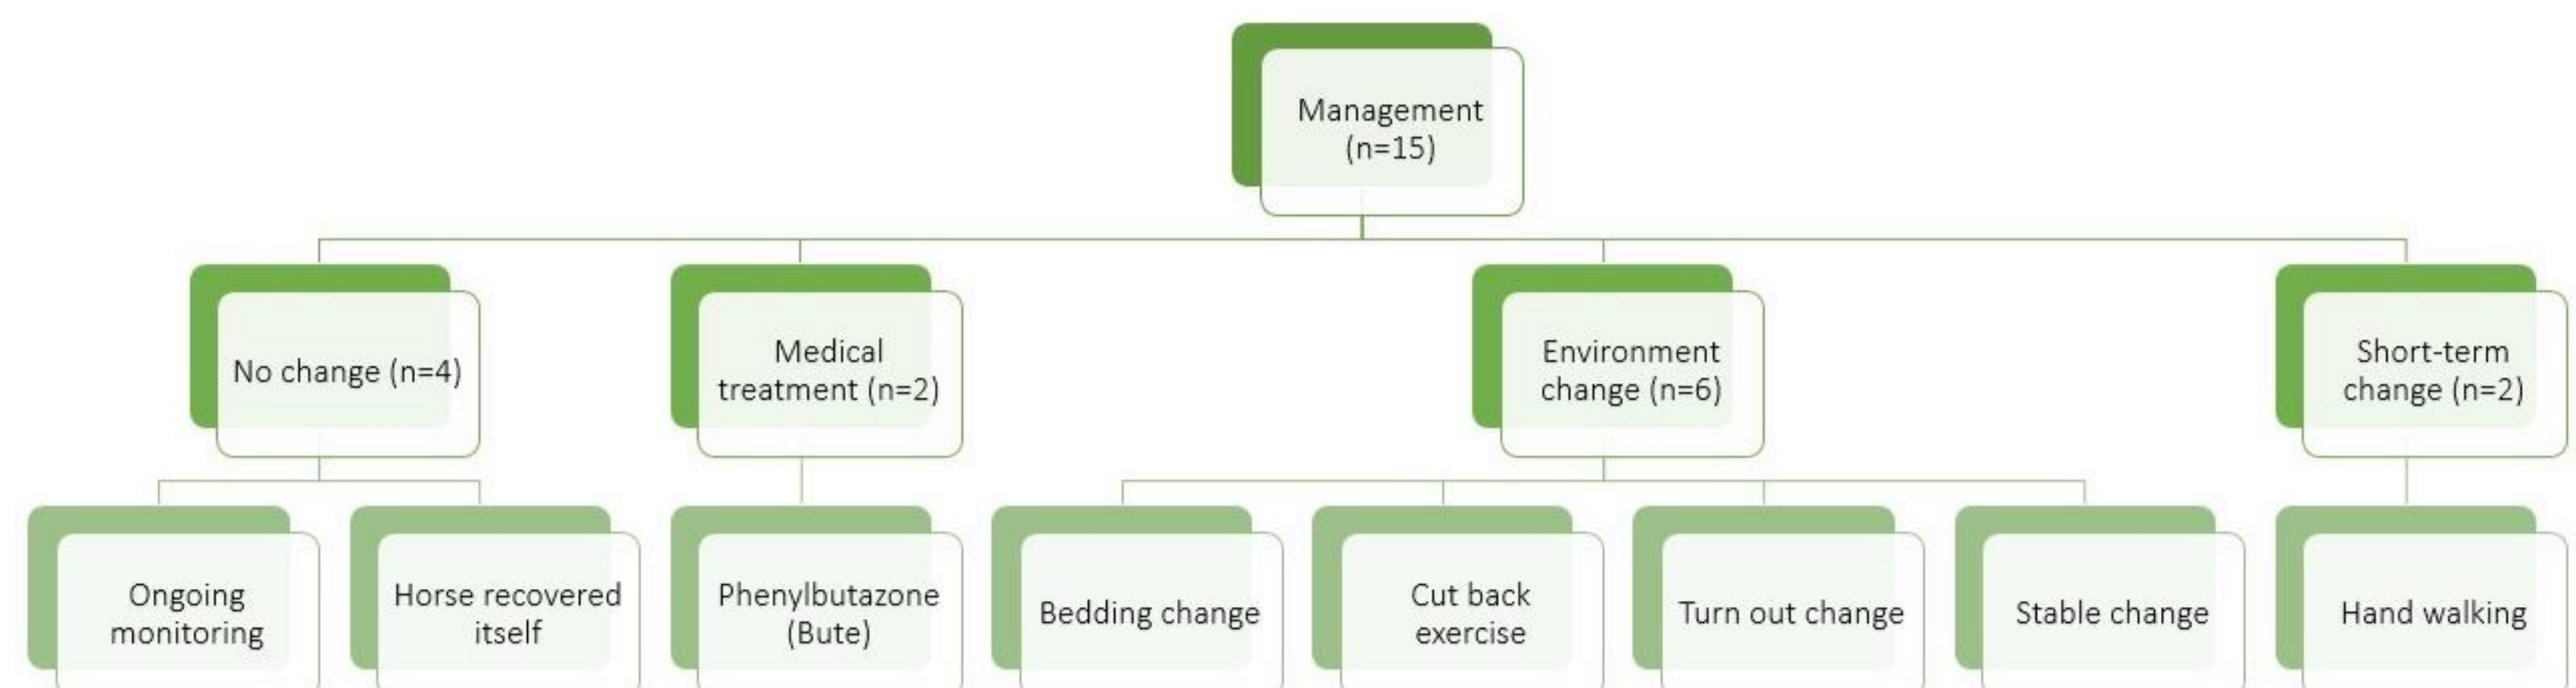 Management
(n=15)
No change (n=4)
Medical
treatment (n=2)
Environment
change (n=6)
Short-term
change (n=2)
Ongoing
monitoring
Horse recovered
itself
Phenylbutazone
(Bute)
Bedding change
Cut back
exercise
Turn out change
Stable change
Hand walking